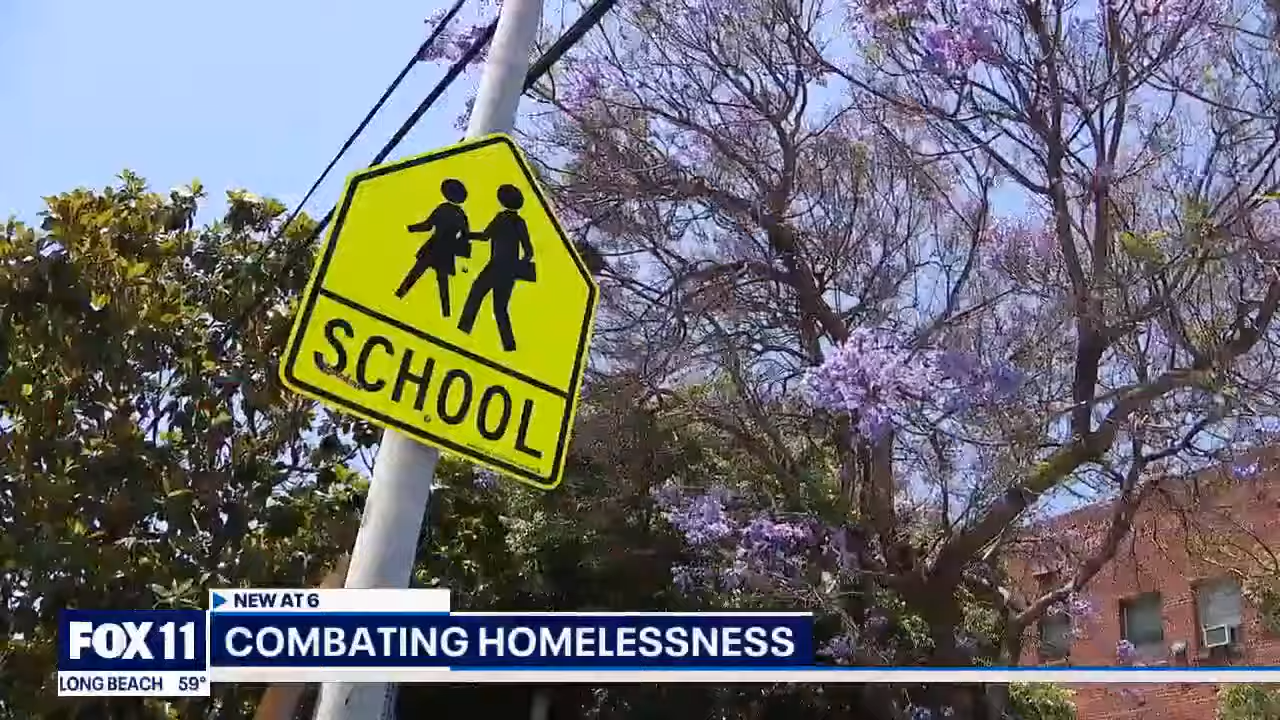 SCHOOL
NEW AT 6
FOX 11
COMBATING HOMELESSNESS
LONG BEACH 59°